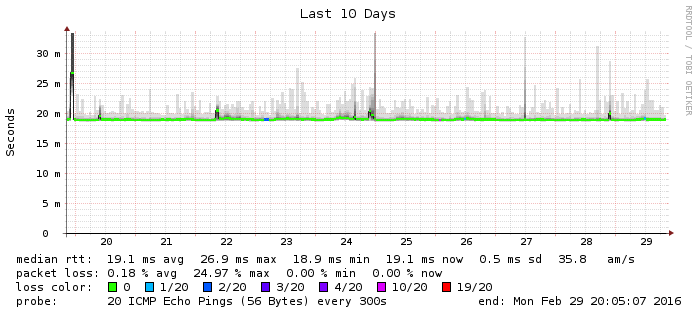 Last 10 Days
RRDTOOL / TOBI OETIKER
Seconds
30 m
25 m
20 m
15 m
10 m
5 m
0
20 21 22 23 24 25 26 27 28 29
median rtt: 19.1 ms avg 26.9 ms max 18.9 ms min 19.1 ms now 0.5 ms sd 35.8 am/s
packet loss: 0.18 % avg 24.97 % max 0.00 % min 0.00 % now
loss color: 0 1/20 2/20 3/20 4/20 10/20 19/20
probe: 20 ICMP Echo Pings (56 Bytes) every 300s end: Mon Feb 29 20:05:07 2016